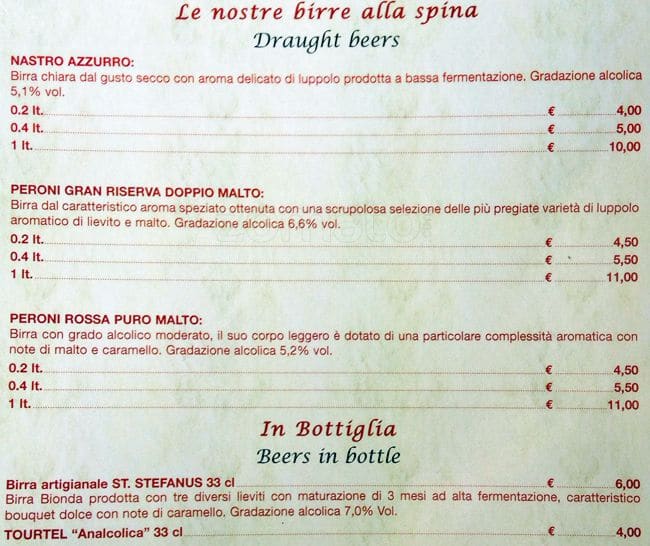 Le nostre birre alla spina
Draught beers
NASTRO AZZURRO:
Birra chiara dal gusto secco con aroma delicato di luppolo prodotta a bassa fermentazione. Gradazione alcolica
5,1% vol.
0.2 lt. € 4,00
0.4 lt. € 5,00
1 lt. € 10,00
PERONI GRAN RISERVA DOPPIO MALTO:
Birra dal caratteristico aroma speziato ottenuta con una scrupolosa selezione delle più pregiate varietà di luppolo
aromatico di lievito e malto. Gradazione alcolica 6,6% vol.
0.2 lt. € 4,50
0.4 lt. € 5,50
1 lt. € 11,00
PERONI ROSSA PURO MALTO:
Birra con grado alcolico moderato, il suo corpo leggero è dotato di una particolare complessità aromatica con
note di malto e caramello. Gradazione alcolica 5,2% vol.
0.2 lt. € 4,50
0.4 lt. € 5,50
1 lt. € 11,00
In Bottiglia
Beers in bottle
Birra artigianale ST. STEFANUS 33 cl € 6,00
Birra Bionda prodotta con tre diversi lieviti con maturazione di 3 mesi ad alta fermentazione, caratteristico
bouquet dolce con note di caramello. Gradazione alcolica 7,0% Vol.
TOURTEL “Analcolica” 33 cl € 4,00